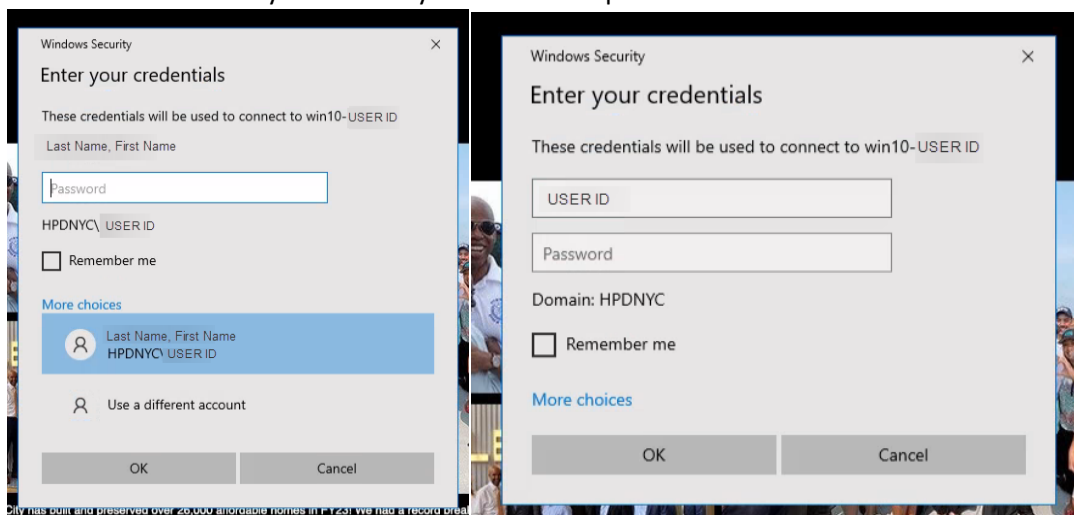 Windows Security
Enter your credentials
These credentials will be used to connect to win10-USER ID
Last Name, First Name
Password
HPDNYC\ USER ID
Remember me
More choices
Last Name, First Name
HPDNYC\ USER ID
Use a different account
OK Cancel
City has built and preserved over 26,000 affordable homes in FY23! We had a record
Windows Security
Enter your credentials
These credentials will be used to connect to win10-USER ID
USER ID
Password
Domain: HPDNYC
Remember me
More choices
OK Cancel